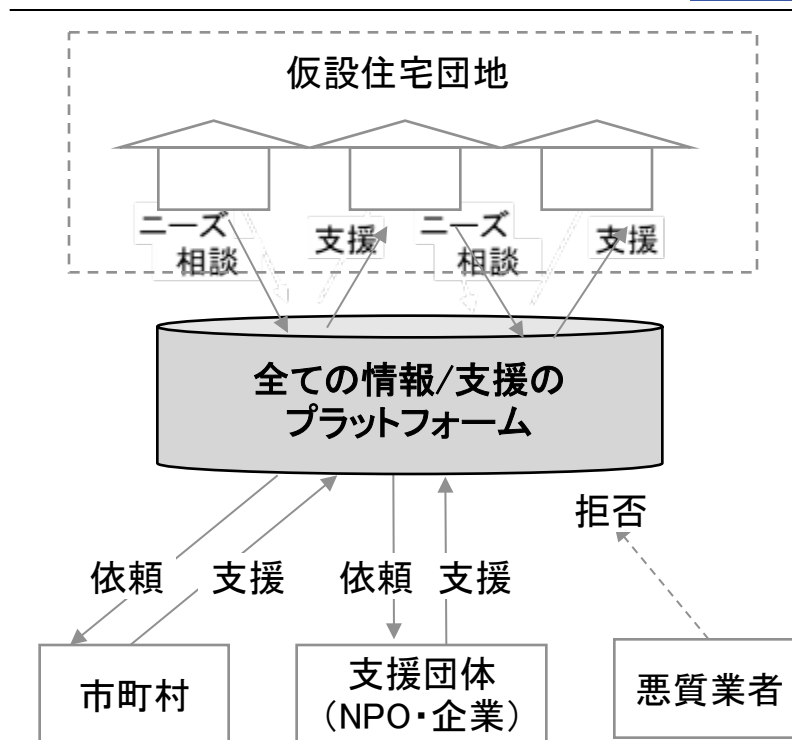 仮設住宅団地
ニーズ
相談
支援
ニーズ
相談
支援
全ての情報/支援の
プラットフォーム
拒否
依頼
支援
依頼
支援
市町村
支援団体
（NPO・企業）
悪質業者